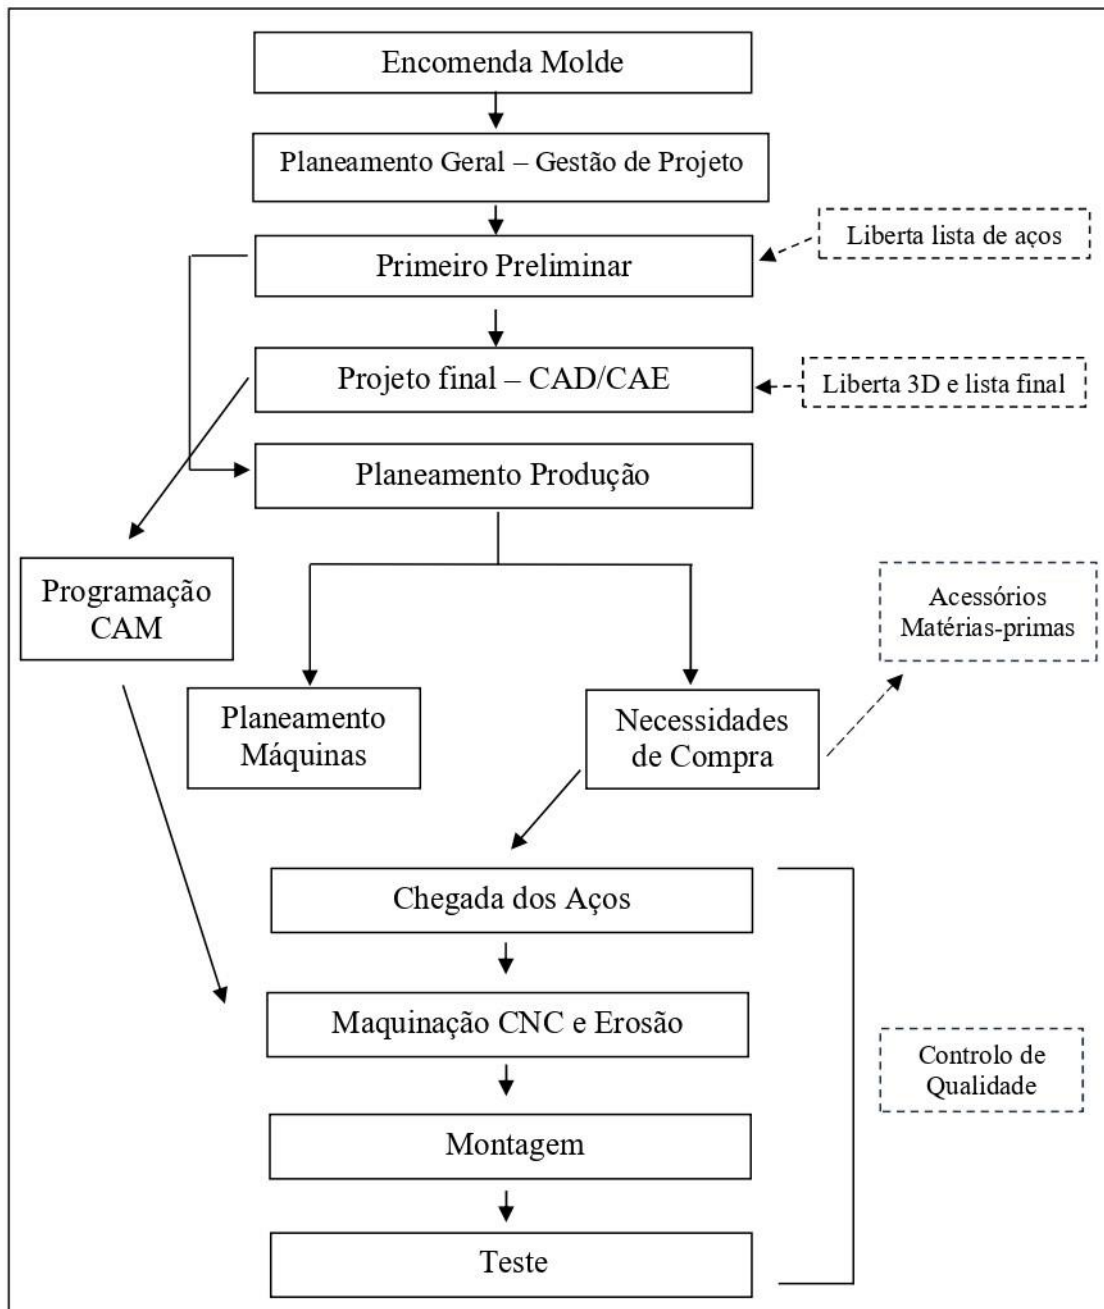 Encomenda Molde
Planeamento Geral – Gestão de Projeto
Liberta lista de aços
Primeiro Preliminar
Projeto final – CAD/CAE
Liberta 3D e lista final
Planeamento Produção
Programação
CAM
Acessórios
Matérias-primas
Planeamento
Máquinas
Necessidades
de Compra
Chegada dos Aços
Maquinação CNC e Erosão
Controlo de
Qualidade
Montagem
Teste